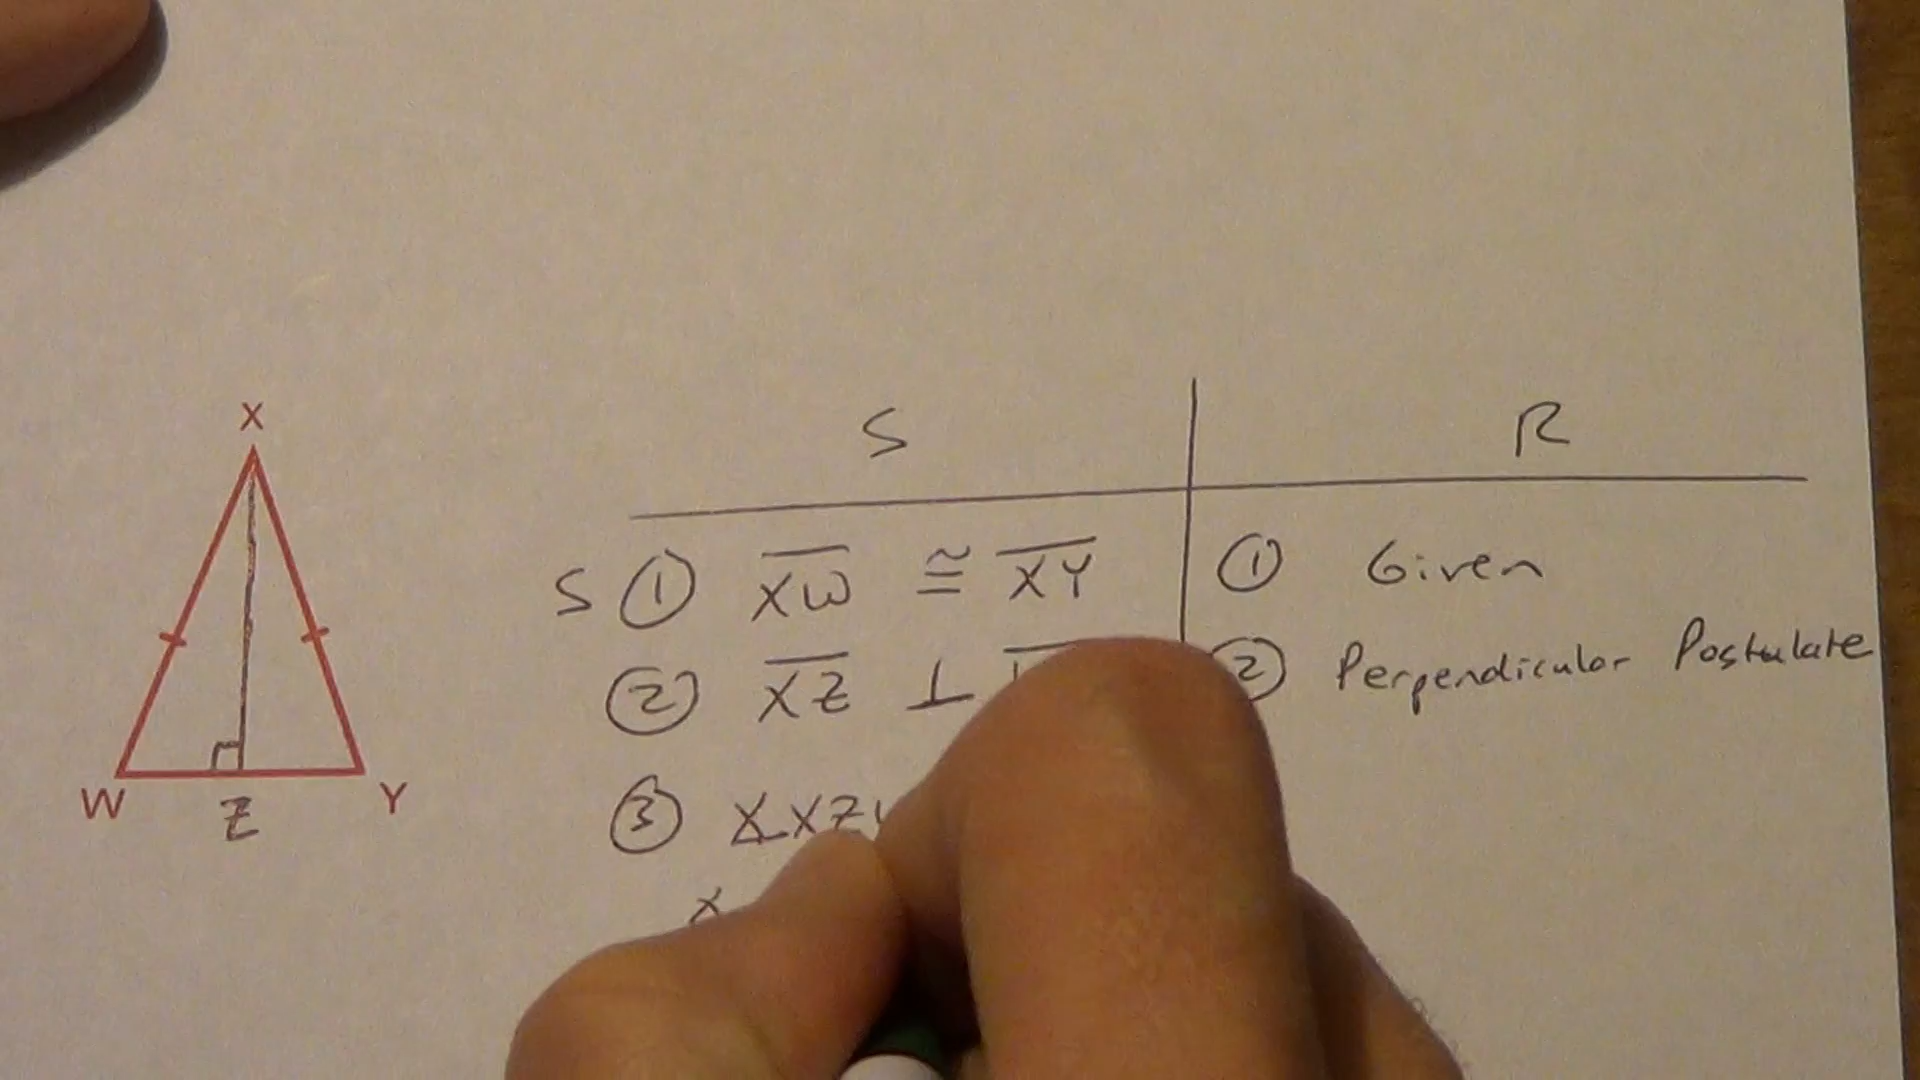 X
W Z Y
S R
S ① XW ≅ XY ① Given
② XZ ⊥ ② Perpendicular Postulate
③ ∡XZ
∡